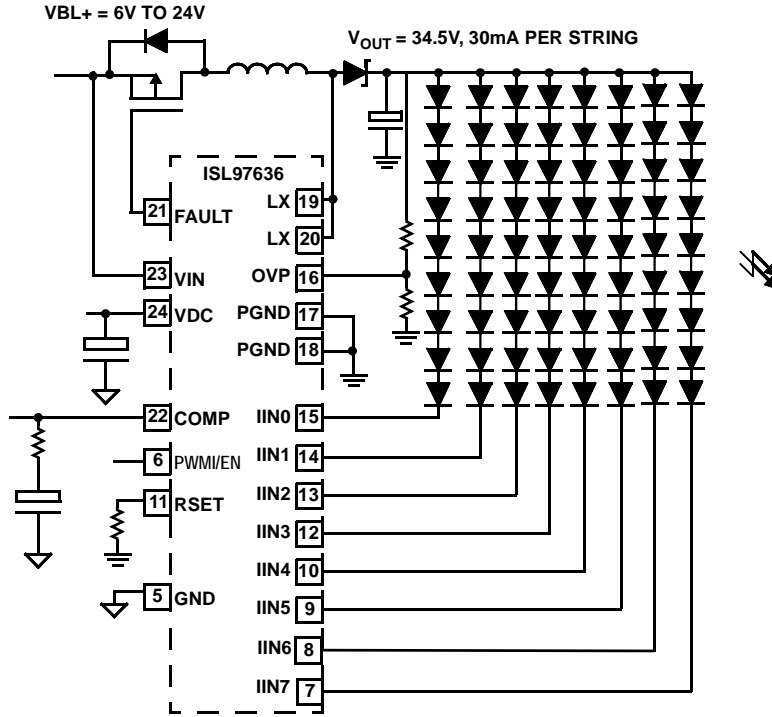 VBL+ = 6V TO 24V
VOUT = 34.5V, 30mA PER STRING
ISL97636
21 FAULT
LX 19
LX 20
23 VIN
OVP 16
24 VDC
PGND 17
PGND 18
22 COMP
IIN0 15
6 PWMI/EN
IIN1 14
11 RSET
IIN2 13
IIN3 12
IIN4 10
5 GND
IIN5 9
IIN6 8
IIN7 7